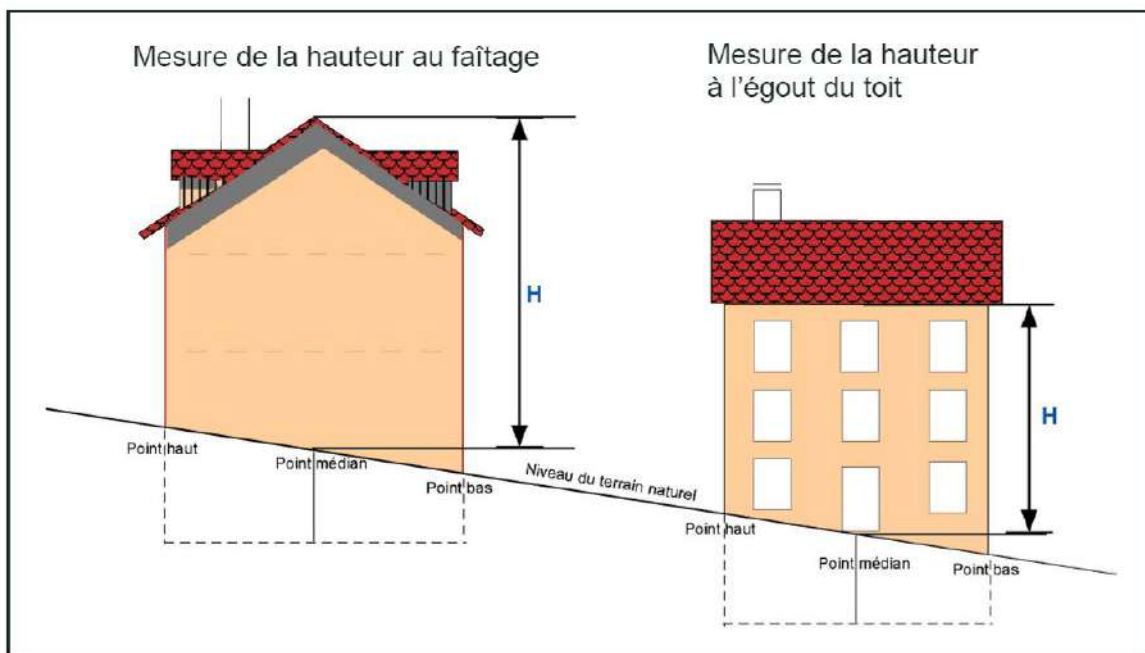 Mesure de la hauteur au faîtage
Mesure de la hauteur
à l'égout du toit
H
H
Point haut
Point médian
Point bas
Niveau du terrain naturel
Point haut
Point médian
Point bas